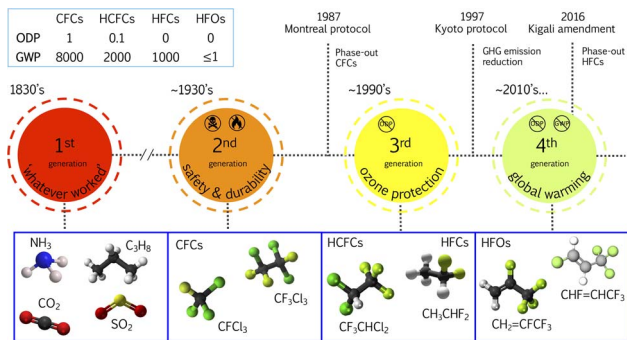 CFCs HCFCs HFCs HFOs
ODP 1 0.1 0 0
GWP 8000 2000 1000 ≤1
1987
Montreal protocol
Phase-out
CFCs
1997
Kyoto protocol
GHG emission
reduction
2016
Kigali amendment
Phase-out
HFCs
1830's
~1930's
~1990's
~2010's...
1st
generation
'whatever worked'
2nd
generation
safety & durability
ODP
3rd
generation
ozone protection
ODP GWP
4th
generation
global warming
NH3
C3H8
CO2
SO2
CFCs
CF3Cl3
CFCl3
HCFCs
HFCs
CF3CHCl2
CH3CHF2
HFOs
CHF=CHCF3
CH2=CFCF3